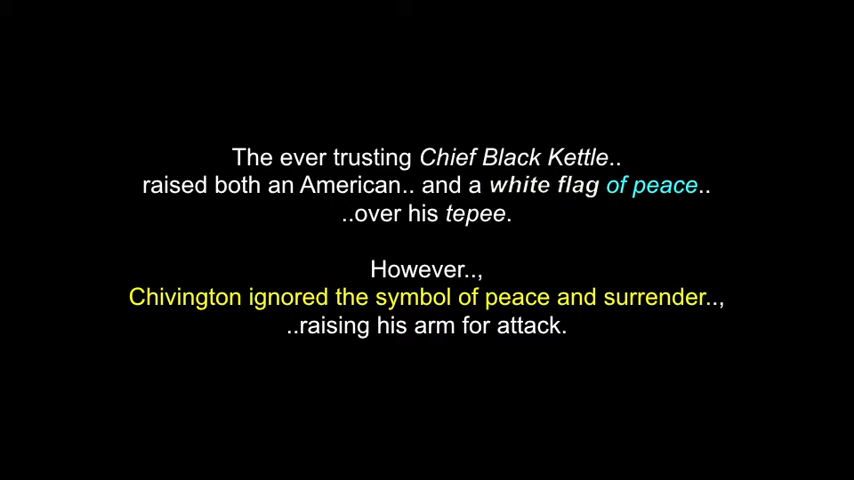 The ever trusting Chief Black Kettle..
raised both an American.. and a white flag of peace..
..over his tepee.
However..,
Chivington ignored the symbol of peace and surrender..,
..raising his arm for attack.